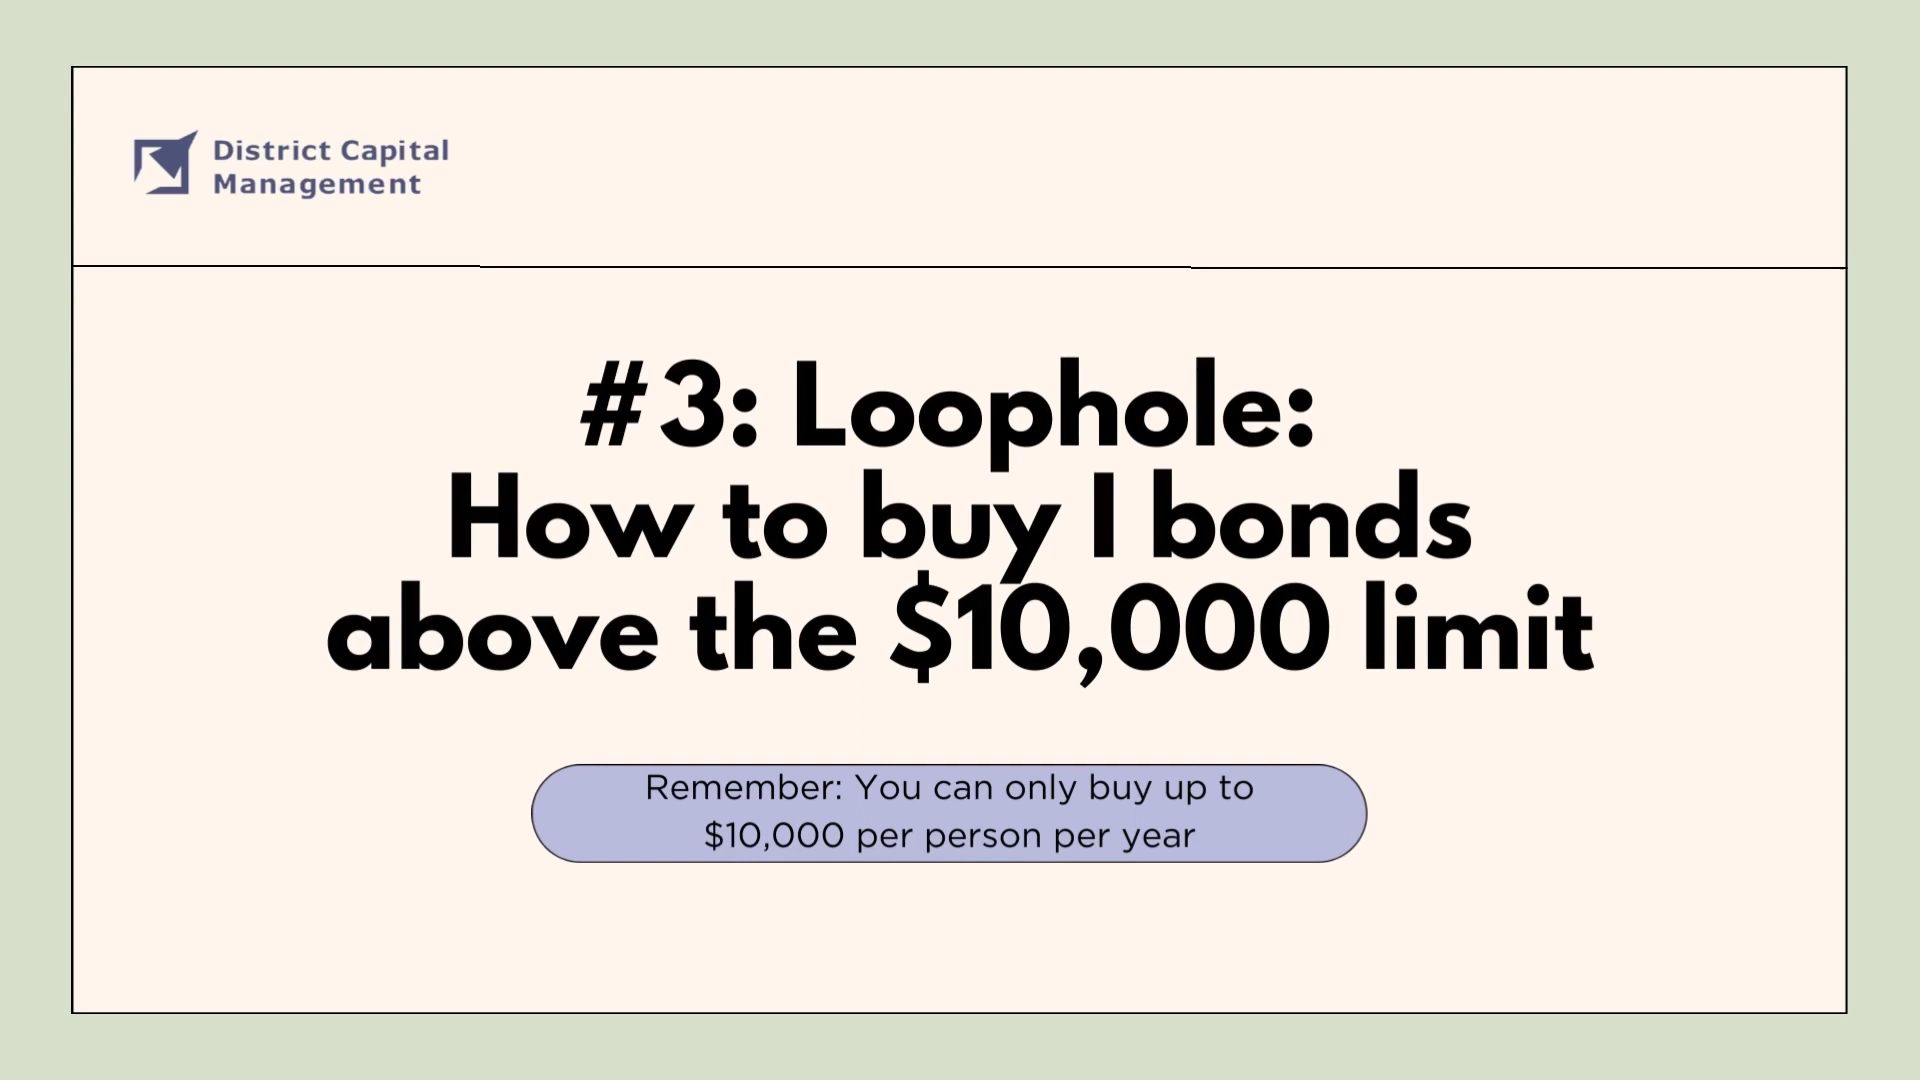 District Capital
Management
#3: Loophole:
How to buy I bonds
above the $10,000 limit
Remember: You can only buy up to
$10,000 per person per year